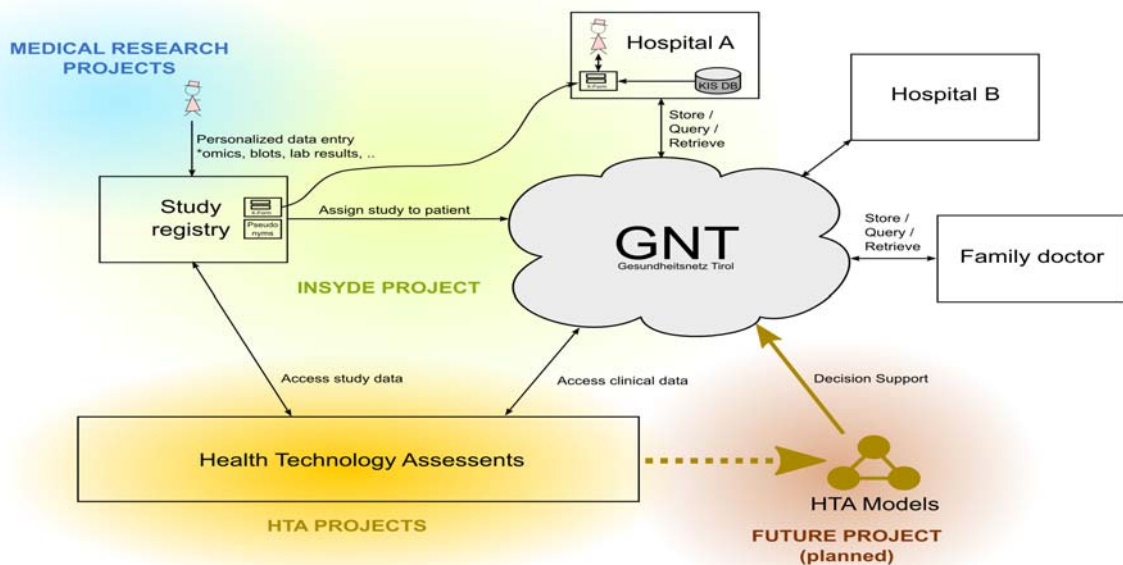 MEDICAL RESEARCH
PROJECTS
Hospital A
X-Form
KIS DB
Hospital B
Store /
Query /
Retrieve
Personalized data entry
*omics, blots, lab results, ..
Study
registry
X-Form
Pseudo
nyms
Assign study to patient
GNT
Gesundheitsnetz Tirol
Store /
Query /
Retrieve
Family doctor
INSYDE PROJECT
Access study data
Access clinical data
Decision Support
Health Technology Assessents
HTA Models
HTA PROJECTS
FUTURE PROJECT
(planned)